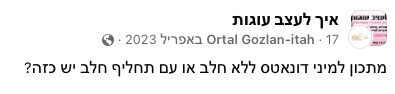 איך לעצב עוגות
Ortal Gozlan-itah · 17 באפריל 2023 ·
מתכון למיני דונאטס ללא חלב או עם תחליף חלב יש כזה?